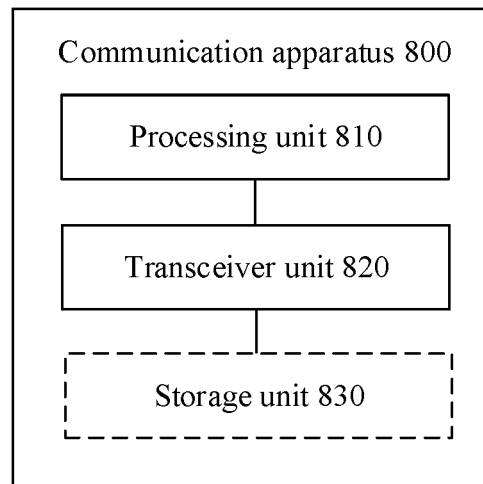 Communication apparatus 800
Processing unit 810
Transceiver unit 820
Storage unit 830